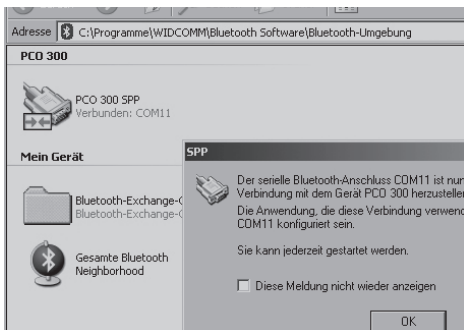 Adresse C:\Programme\WIDCOMM\Bluetooth Software\Bluetooth-Umgebung
PCO 300
PCO 300 SPP
Verbunden: COM11
Mein Gerät
Bluetooth-Exchange-
Bluetooth-Exchange-
Gesamte Bluetooth
Neighborhood
SPP
Der serielle Bluetooth-Anschluss COM11 ist nun
Verbindung mit dem Gerät PCO 300 herzustellen
Die Anwendung, die diese Verbindung verwend
COM11 konfiguriert sein.
Sie kann jederzeit gestartet werden.
Diese Meldung nicht wieder anzeigen
OK